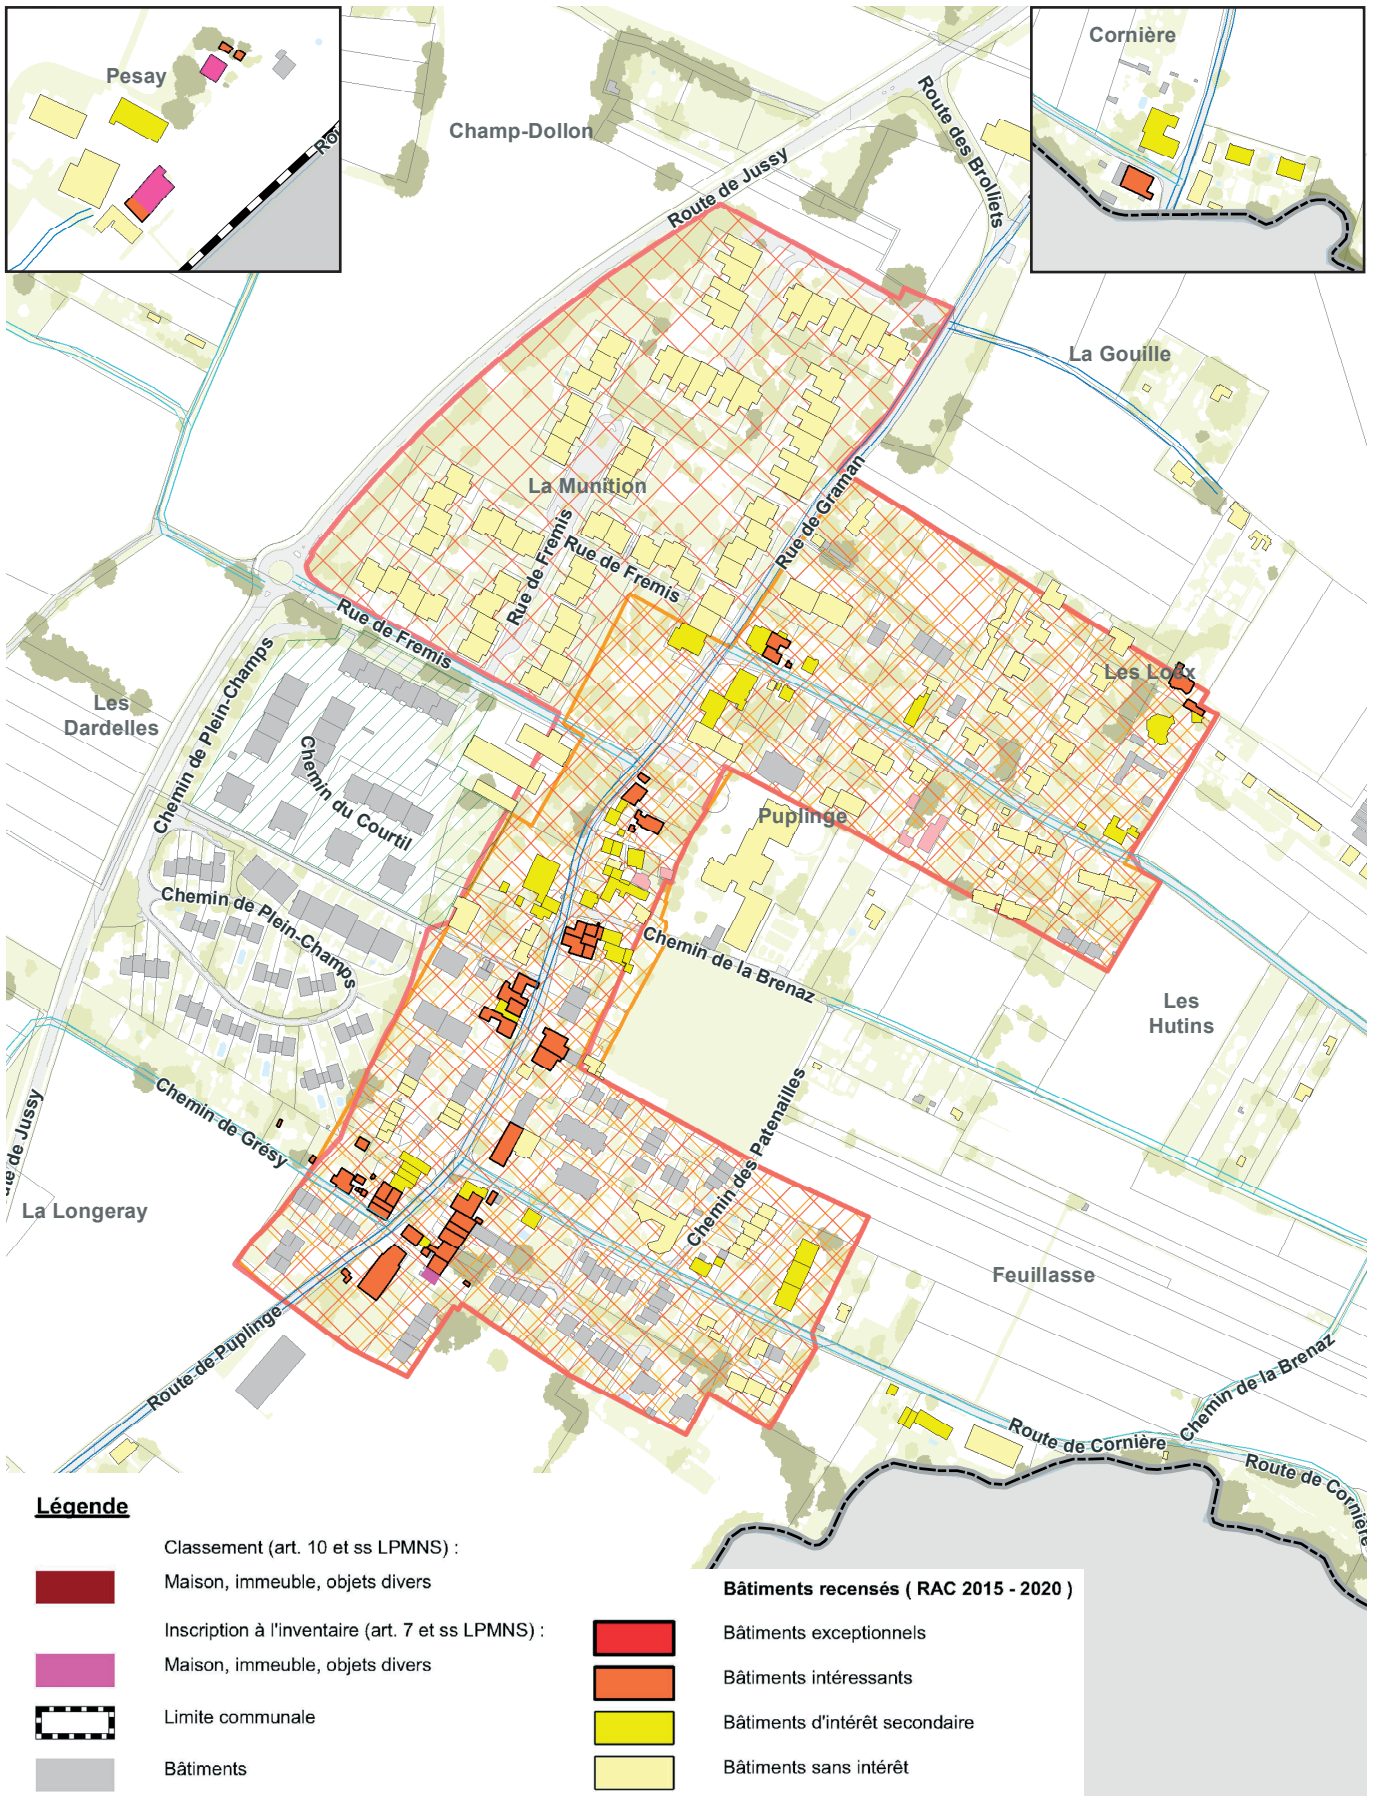 Pesay
Rou
Cornière
Champ-Dollon
Route de Jussy
Route des Brolliets
La Gouille
La Munition
Rue de Graman
Rue de Fremis
Rue de Fremis
Rue de Fremis
Les Loëx
Les
Dardelles
Chemin de Plein-Champs
Chemin du Courtil
Puplinge
Chemin de Plein-Champs
Chemin de la Brenaz
Les
Hutins
Chemin de Grésy
Chemin des Patenailles
ute de Jussy
La Longeray
Feuillasse
Route de Puplinge
Chemin de la Brenaz
Route de Cornière
Route de Cornière
Légende
Classement (art. 10 et ss LPMNS) :
Maison, immeuble, objets divers
Inscription à l'inventaire (art. 7 et ss LPMNS) :
Maison, immeuble, objets divers
Limite communale
Bâtiments
Bâtiments recensés ( RAC 2015 - 2020 )
Bâtiments exceptionnels
Bâtiments intéressants
Bâtiments d'intérêt secondaire
Bâtiments sans intérêt